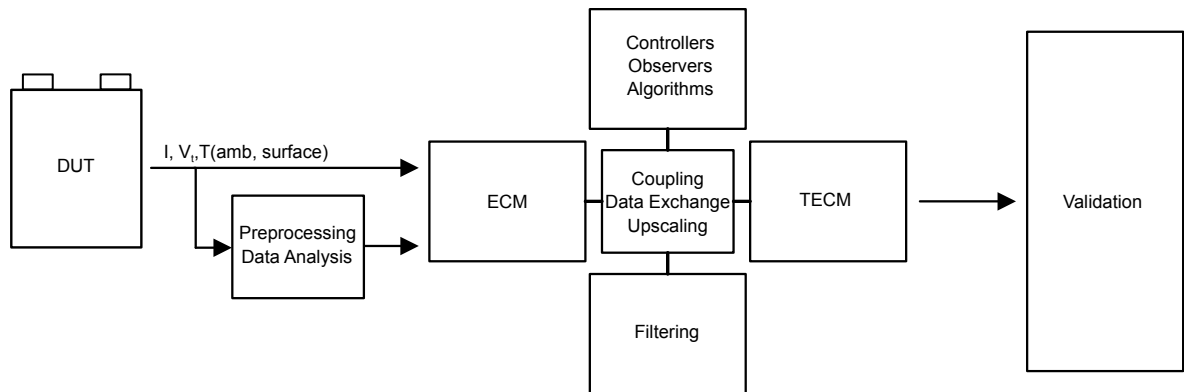 DUT
I, Vt,T(amb, surface)
Preprocessing
Data Analysis
ECM
Controllers
Observers
Algorithms
Coupling
Data Exchange
Upscaling
Filtering
TECM
Validation